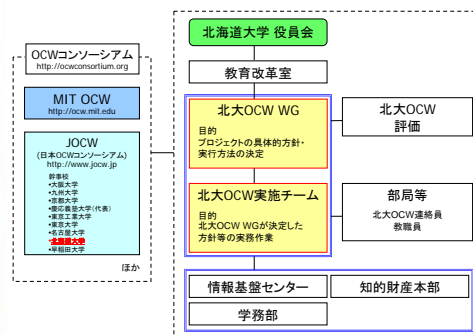 OCWコンソーシアム
http://ocwconsortium.org
MIT OCW
http://ocw.mit.edu
JOCW
(日本OCWコンソーシアム)
http://www.jocw.jp
幹事校
•大阪大学
•九州大学
•京都大学
•慶応義塾大学(代表)
•東京工業大学
•東京大学
•名古屋大学
•北海道大学
•早稲田大学
ほか
北海道大学 役員会
教育改革室
北大OCW WG
目的
プロジェクトの具体的方針・
実行方法の決定
北大OCW
評価
北大OCW実施チーム
目的
北大OCW WGが決定した
方針等の実務作業
部局等
北大OCW連絡員
教職員
情報基盤センター
知的財産本部
学務部